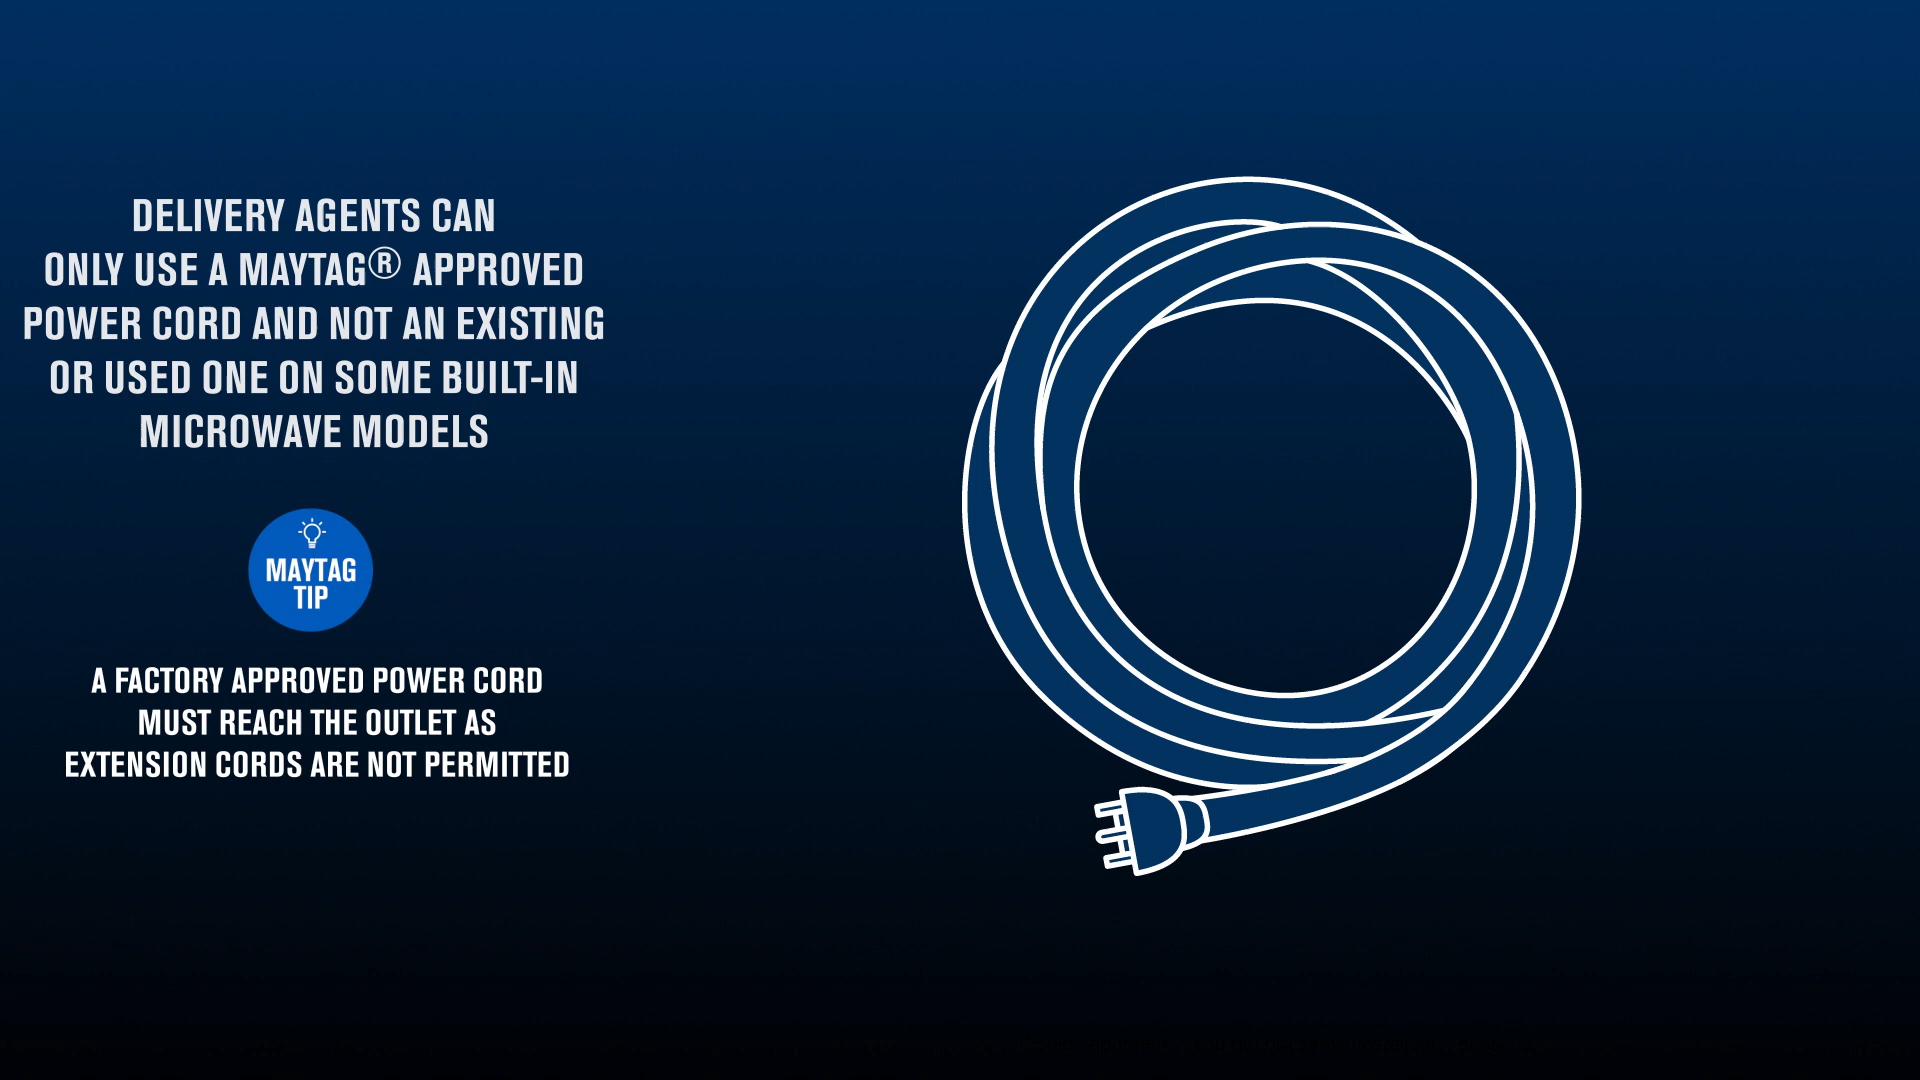 DELIVERY AGENTS CAN
ONLY USE A MAYTAG® APPROVED
POWER CORD AND NOT AN EXISTING
OR USED ONE ON SOME BUILT-IN
MICROWAVE MODELS
MAYTAG
TIP
A FACTORY APPROVED POWER CORD
MUST REACH THE OUTLET AS
EXTENSION CORDS ARE NOT PERMITTED